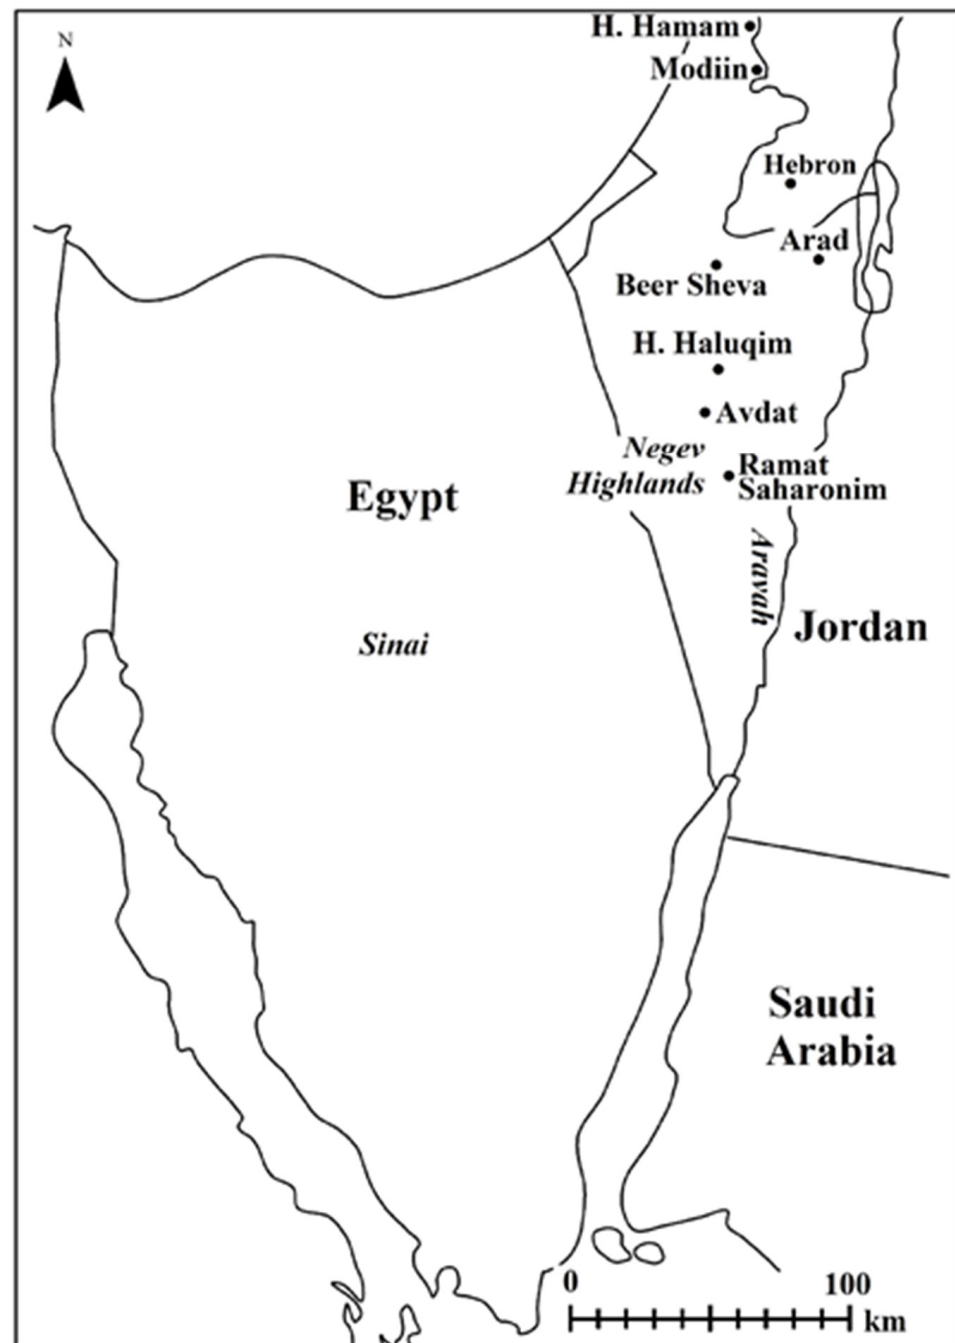 N
H. Hamam
Modiin
Hebron
Arad
Beer Sheva
H. Haluqim
Avdat
Negev
Highlands
Ramat
Saharonim
Egypt
Aravah
Sinai
Jordan
Saudi
Arabia
0
100
km